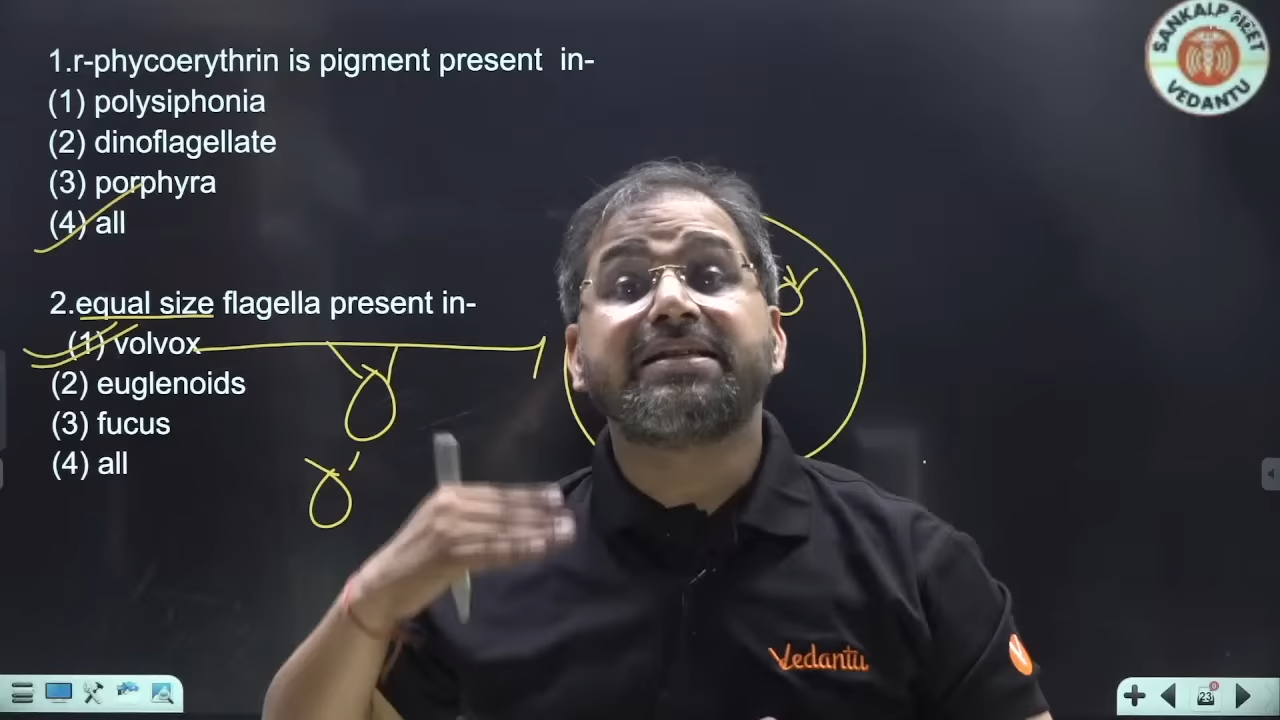 1.r-phycoerythrin is pigment present in-
(1) polysiphonia
(2) dinoflagellate
(3) porphyra
(4) all
2.equal size flagella present in-
(1) volvox
(2) euglenoids
(3) fucus
(4) all
SANKALP NEET
VEDANTU
Vedantu
V
23